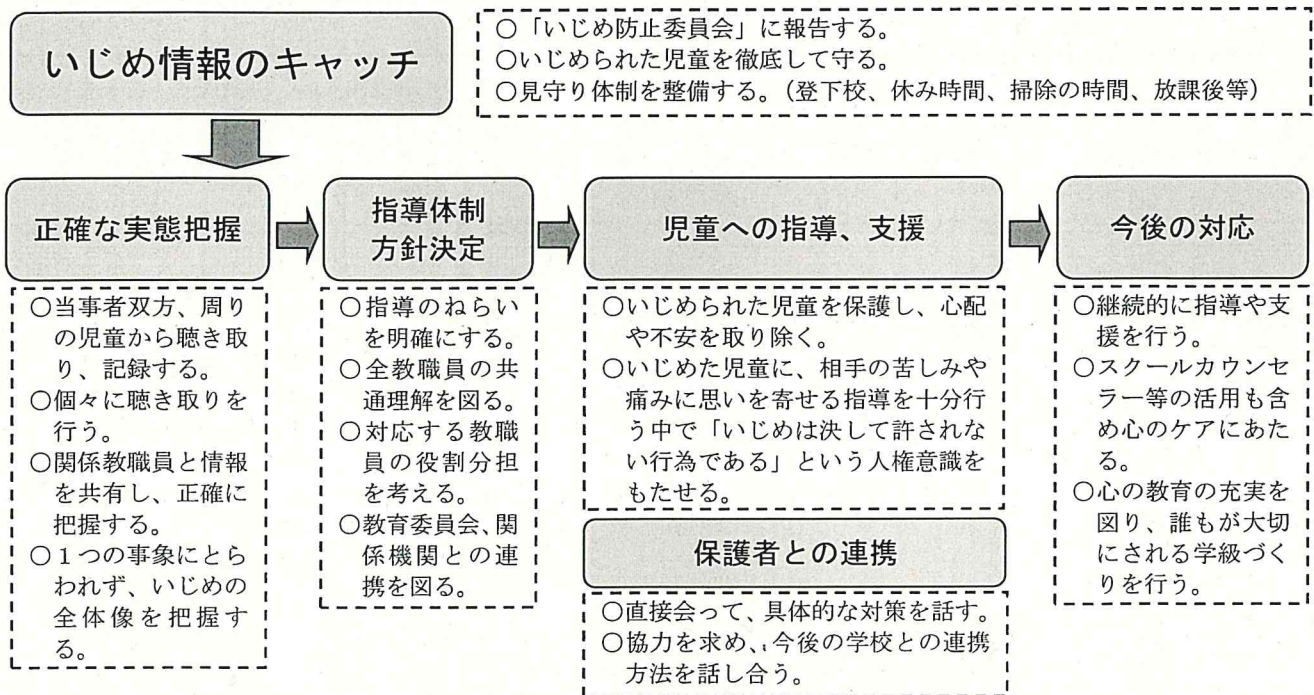 いじめ情報のキャッチ
○「いじめ防止委員会」に報告する。
○いじめられた児童を徹底して守る。
○見守り体制を整備する。（登下校、休み時間、掃除の時間、放課後等）
正確な実態把握
○当事者双方、周り
の児童から聴き取
り、記録する。
○個々に聴き取りを
行う。
○関係教職員と情報
を共有し、正確に
把握する。
○１つの事象にとら
われず、いじめの
全体像を把握す
る。
指導体制
方針決定
○指導のねらい
を明確にする。
○全教職員の共
通理解を図る。
○対応する教職
員の役割分担
を考える。
○教育委員会、関
係機関との連
携を図る。
児童への指導、支援
○いじめられた児童を保護し、心配
や不安を取り除く。
○いじめた児童に、相手の苦しみや
痛みに思いを寄せる指導を十分行
う中で「いじめは決して許されな
い行為である」という人権意識を
もたせる。
保護者との連携
○直接会って、具体的な対策を話す。
○協力を求め、、今後の学校との連携
方法を話し合う。
今後の対応
○継続的に指導や支
援を行う。
○スクールカウンセ
ラー等の活用も含
め心のケアにあた
る。
○心の教育の充実を
図り、誰もが大切
にされる学級づく
りを行う。